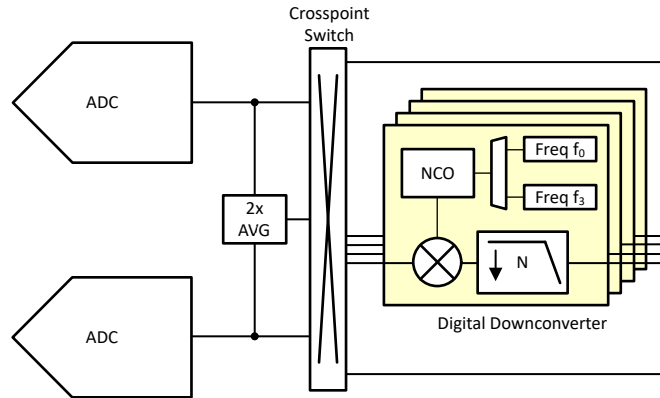 Crosspoint
Switch
ADC
2x
AVG
NCO
Freq f₀
Freq f₃
N
ADC
Digital Downconverter